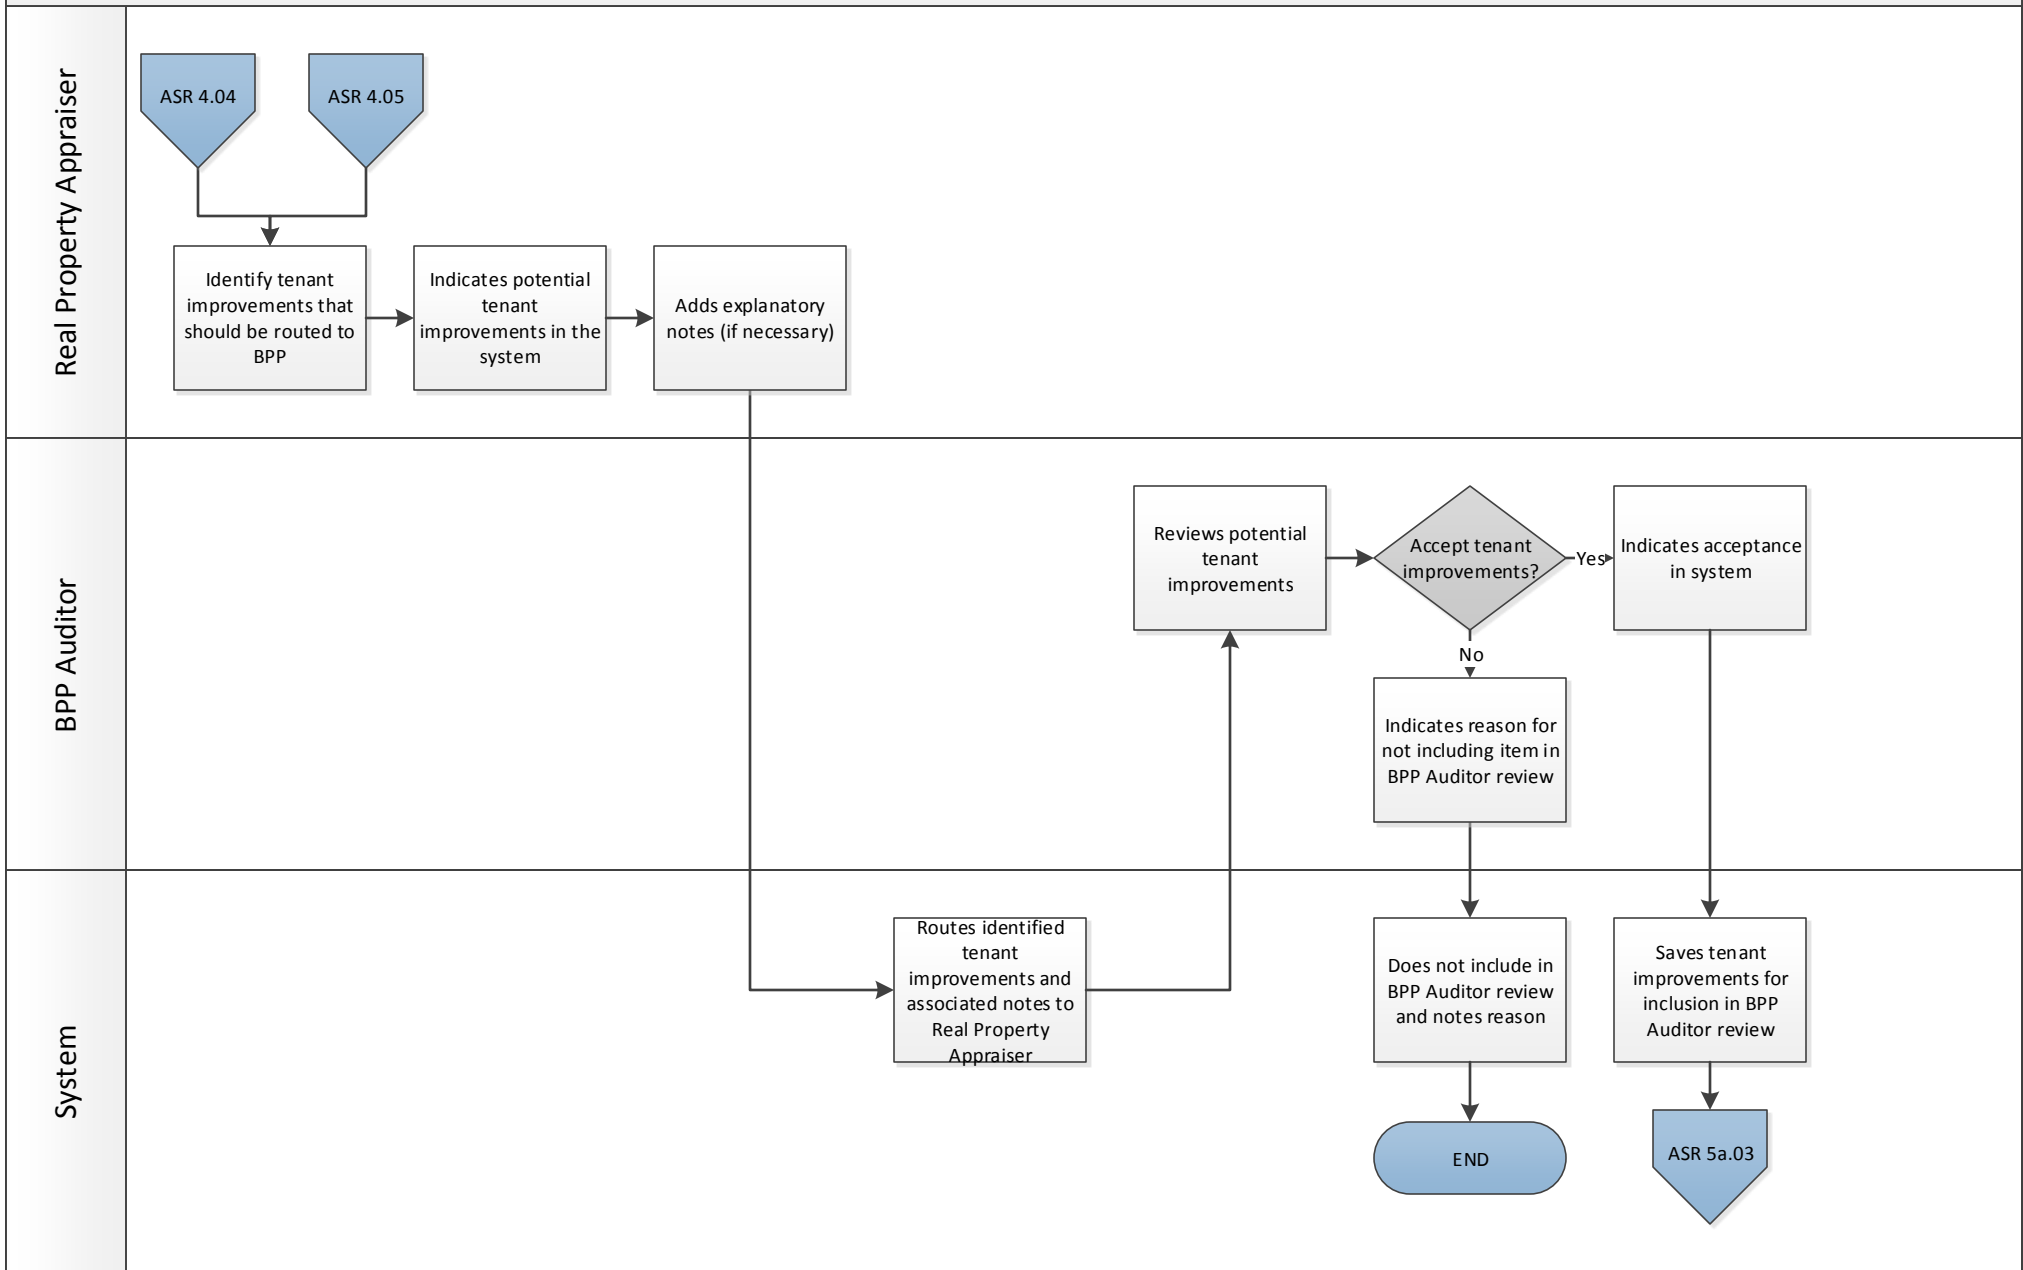 Real Property Appraiser
ASR 4.04
ASR 4.05
Identify tenant
improvements that
should be routed to
BPP
Indicates potential
tenant
improvements in the
system
Adds explanatory
notes (if necessary)
BPP Auditor
Reviews potential
tenant
improvements
Accept tenant
improvements?
Yes
Indicates acceptance
in system
No
Indicates reason for
not including item in
BPP Auditor review
System
Routes identified
tenant
improvements and
associated notes to
Real Property
Appraiser
Does not include in
BPP Auditor review
and notes reason
Saves tenant
improvements for
inclusion in BPP
Auditor review
END
ASR 5a.03